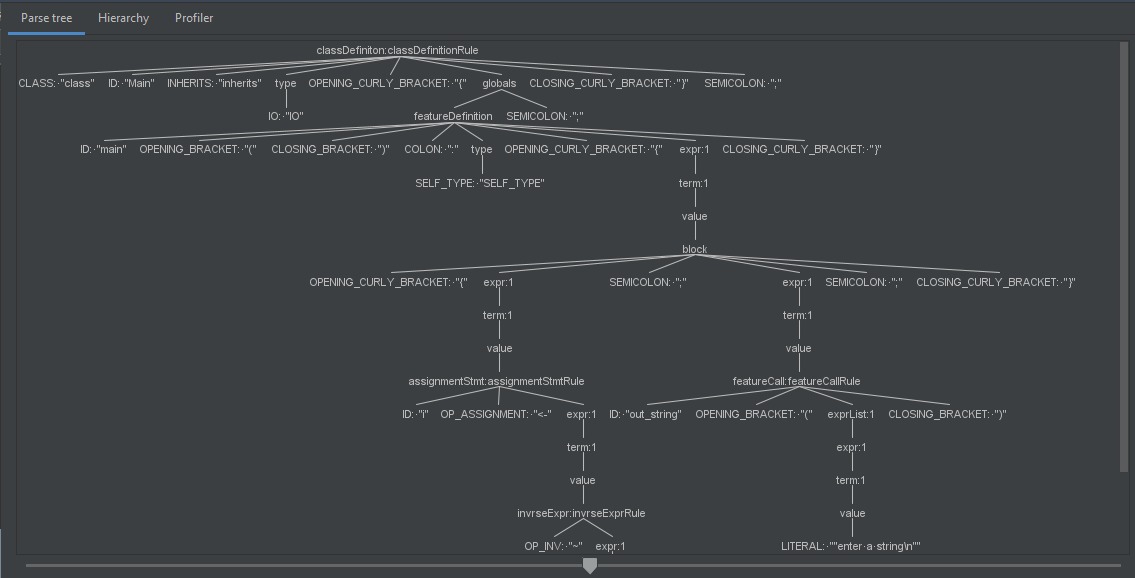 Parse tree Hierarchy Profiler
classDefiniton:classDefinitionRule
CLASS:·"class" ID:·"Main" INHERITS:·"inherits" type OPENING_CURLY_BRACKET:·"{" globals CLOSING_CURLY_BRACKET:·"}" SEMICOLON:·";"
IO:·"IO" featureDefinition SEMICOLON:·";"
ID:·"main" OPENING_BRACKET:·"(" CLOSING_BRACKET:·")" COLON:·":" type OPENING_CURLY_BRACKET:·"{" expr:1 CLOSING_CURLY_BRACKET:·"}"
SELF_TYPE:·"SELF_TYPE" term:1
value
block
OPENING_CURLY_BRACKET:·"{" expr:1 SEMICOLON:·";" expr:1 SEMICOLON:·";" CLOSING_CURLY_BRACKET:·"}"
term:1 term:1
value value
assignmentStmt:assignmentStmtRule featureCall:featureCallRule
ID:·"i" OP_ASSIGNMENT:·"<-" expr:1 ID:·"out_string" OPENING_BRACKET:·"(" exprList:1 CLOSING_BRACKET:·")"
term:1 expr:1
value term:1
invrseExpr:invrseExprRule value
OP_INV:·"~" expr:1 LITERAL:·""enter·a·string\n""